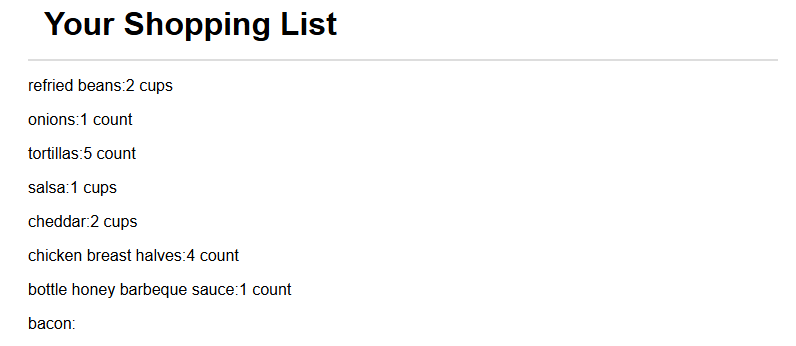 Your Shopping List
refried beans:2 cups
onions:1 count
tortillas:5 count
salsa:1 cups
cheddar:2 cups
chicken breast halves:4 count
bottle honey barbeque sauce:1 count
bacon: